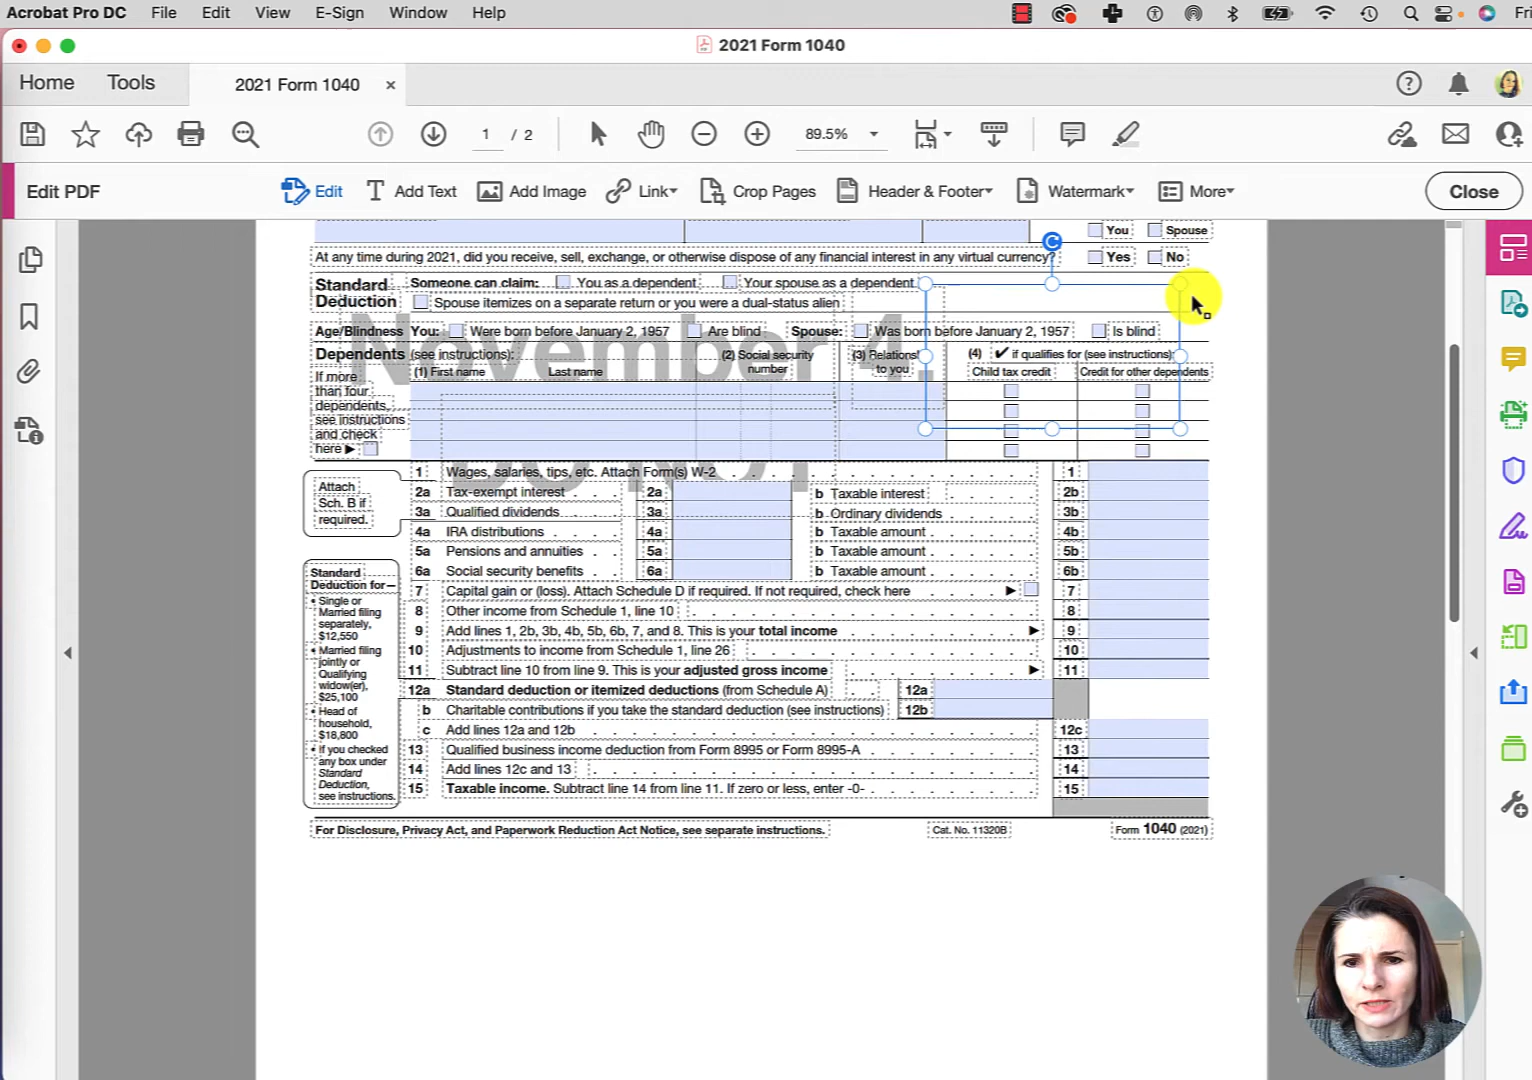 Acrobat Pro DC File Edit View E-Sign Window Help Fri
2021 Form 1040
Home Tools 2021 Form 1040 ×
1 / 2 89.5%
Edit PDF Edit Add Text Add Image Link Crop Pages Header & Footer Watermark More Close
You Spouse
At any time during 2021, did you receive, sell, exchange, or otherwise dispose of any financial interest in any virtual currency? Yes No
Standard Deduction
Someone can claim: You as a dependent Your spouse as a dependent
Spouse itemizes on a separate return or you were a dual-status alien
Age/Blindness You: Were born before January 2, 1957 Are blind Spouse: Was born before January 2, 1957 Is blind
November 4,
Dependents (see instructions): (2) Social security number (3) Relations to you (4) ✔ if qualifies for (see instructions):
(1) First name Last name Child tax credit Credit for other dependents
If more
than four
dependents,
see instructions
and check
here ▶
DO NOT
1 Wages, salaries, tips, etc. Attach Form(s) W-2 . . . . . . . . . . . . . . . . 1
Attach
Sch. B if
required.
2a Tax-exempt interest . . . 2a b Taxable interest . . . . . 2b
3a Qualified dividends . . . 3a b Ordinary dividends . . . . . 3b
4a IRA distributions . . . . 4a b Taxable amount . . . . . . 4b
5a Pensions and annuities . . 5a b Taxable amount . . . . . . 5b
6a Social security benefits . . 6a b Taxable amount . . . . . . 6b
Standard
Deduction for—
• Single or
Married filing
separately,
$12,550
• Married filing
jointly or
Qualifying
widow(er),
$25,100
• Head of
household,
$18,800
• If you checked
any box under
Standard
Deduction,
see instructions.
7 Capital gain or (loss). Attach Schedule D if required. If not required, check here . . . . ▶ 7
8 Other income from Schedule 1, line 10 . . . . . . . . . . . . . . . . . . 8
9 Add lines 1, 2b, 3b, 4b, 5b, 6b, 7, and 8. This is your total income . . . . . . . . . ▶ 9
10 Adjustments to income from Schedule 1, line 26 . . . . . . . . . . . . . . . 10
11 Subtract line 10 from line 9. This is your adjusted gross income . . . . . . . . . ▶ 11
12a Standard deduction or itemized deductions (from Schedule A) . . 12a
b Charitable contributions if you take the standard deduction (see instructions) 12b
c Add lines 12a and 12b . . . . . . . . . . . . . . . . . . . . . . . 12c
13 Qualified business income deduction from Form 8995 or Form 8995-A . . . . . . . . . 13
14 Add lines 12c and 13 . . . . . . . . . . . . . . . . . . . . . . . 14
15 Taxable income. Subtract line 14 from line 11. If zero or less, enter -0- . . . . . . . . . 15
For Disclosure, Privacy Act, and Paperwork Reduction Act Notice, see separate instructions. Cat. No. 11320B Form 1040 (2021)